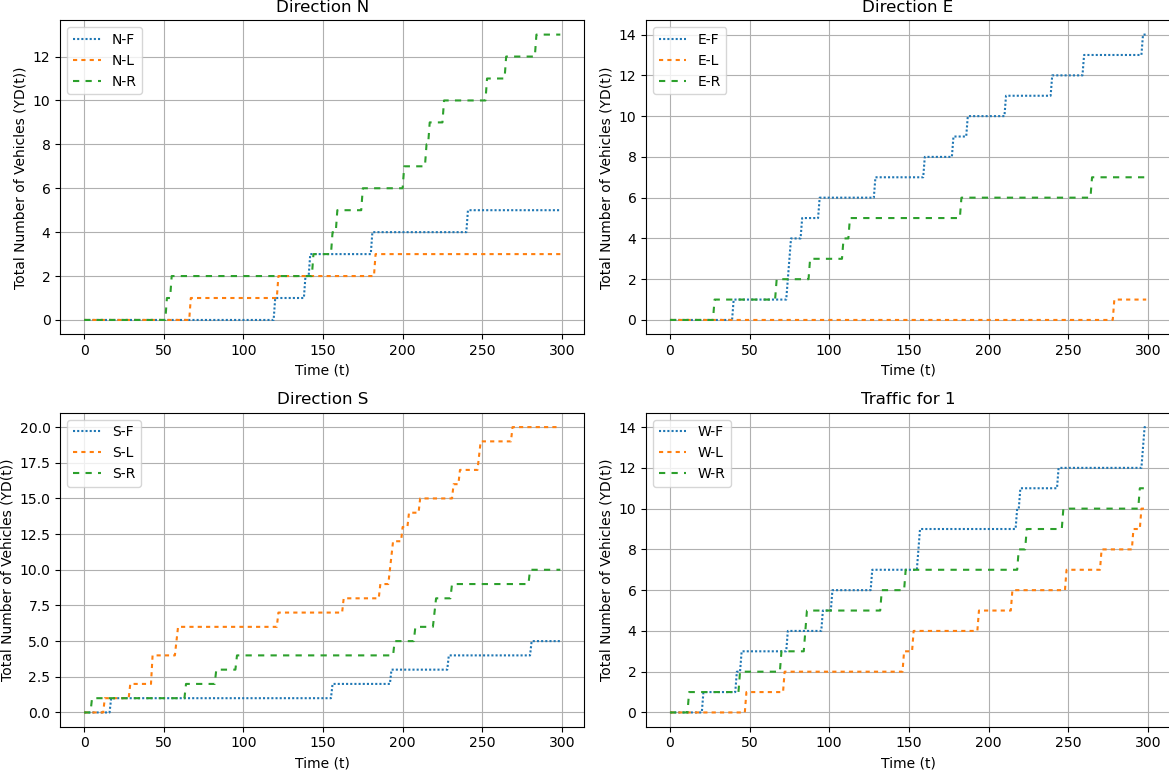 Direction N
Total Number of Vehicles (YD(t))
12
10
8
6
4
2
0
N-F
N-L
N-R
0 50 100 150 200 250 300
Time (t)
Direction E
Total Number of Vehicles (YD(t))
14
12
10
8
6
4
2
0
E-F
E-L
E-R
0 50 100 150 200 250 300
Time (t)
Direction S
Total Number of Vehicles (YD(t))
20.0
17.5
15.0
12.5
10.0
7.5
5.0
2.5
0.0
S-F
S-L
S-R
0 50 100 150 200 250 300
Time (t)
Traffic for 1
Total Number of Vehicles (YD(t))
14
12
10
8
6
4
2
0
W-F
W-L
W-R
0 50 100 150 200 250 300
Time (t)